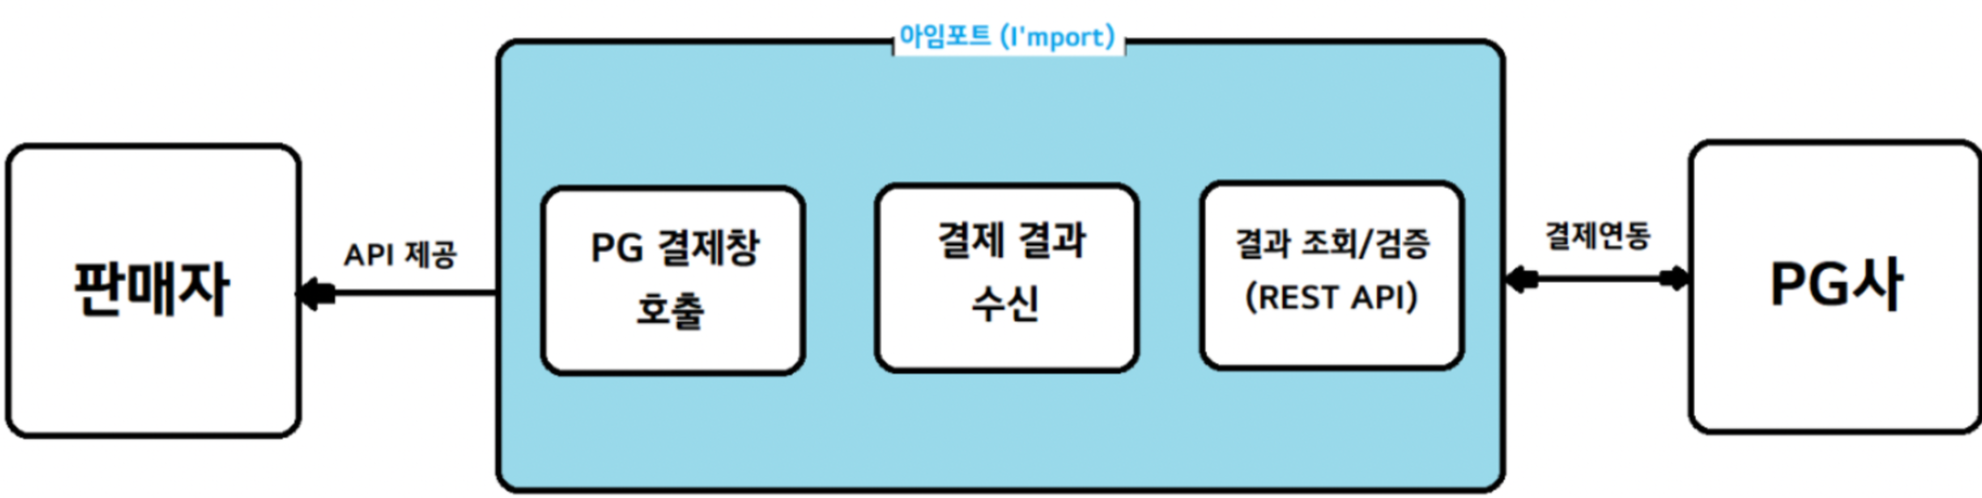 아임포트 (I'mport)
판매자
API 제공
PG 결제창
호출
결제 결과
수신
결과 조회/검증
(REST API)
결제연동
PG사